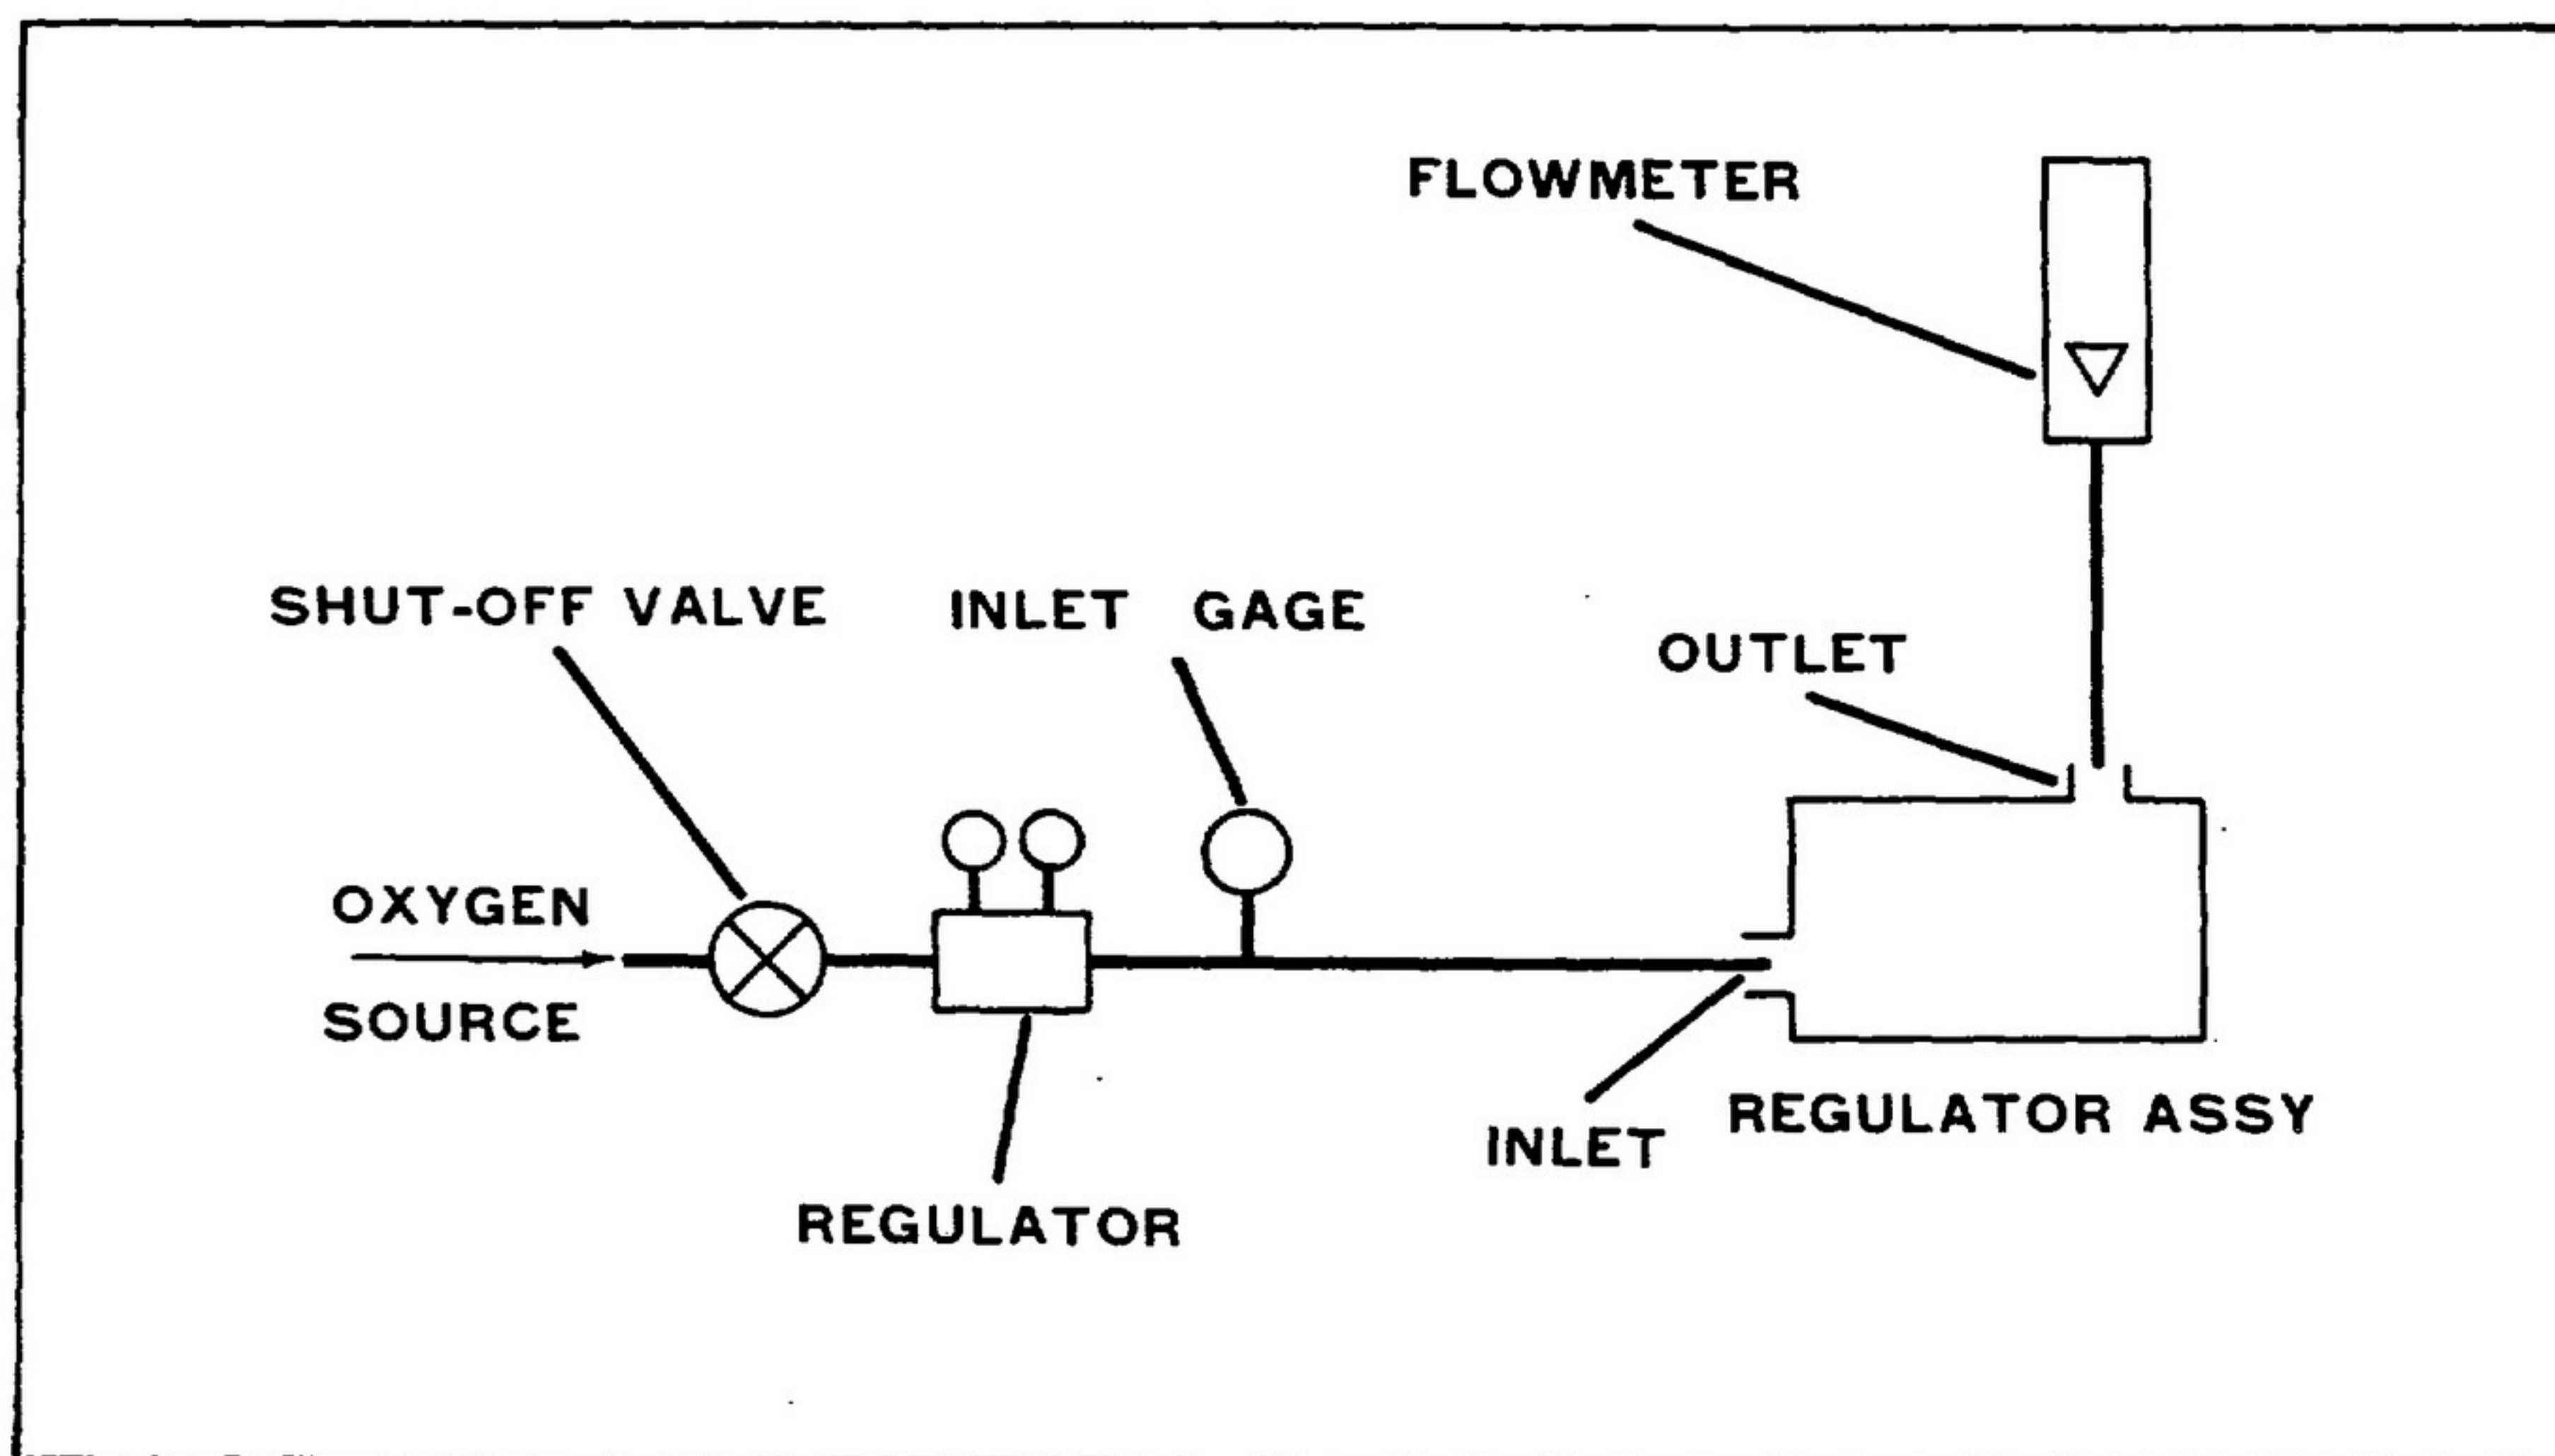 FLOWMETER
SHUT-OFF VALVE
INLET GAGE
OUTLET
OXYGEN
SOURCE
INLET
REGULATOR ASSY
REGULATOR